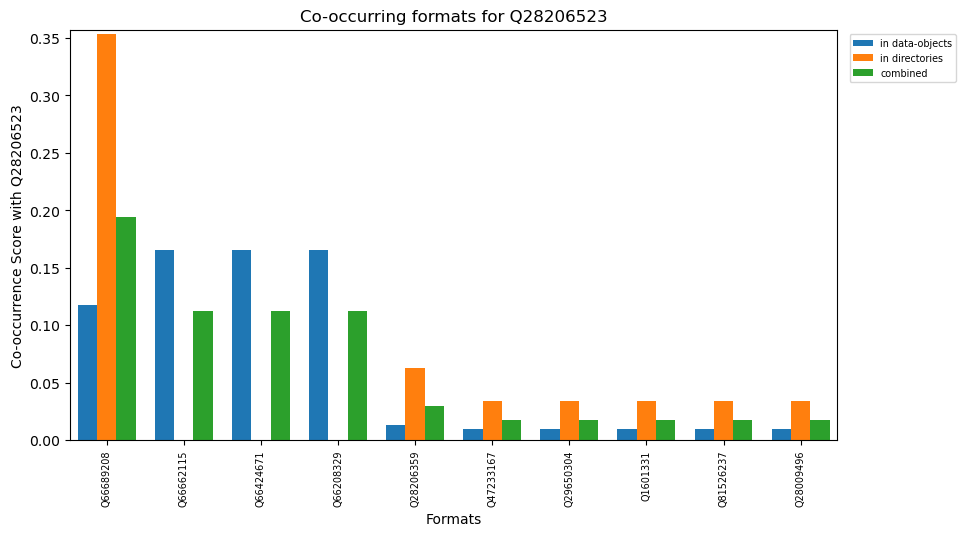 Co-occurring formats for Q28206523
Co-occurrence Score with Q28206523
0.35
0.30
0.25
0.20
0.15
0.10
0.05
0.00
Q66689208
Q66662115
Q66424671
Q66208329
Q28206359
Q47233167
Q29650304
Q1601331
Q81526237
Q28009496
Formats
in data-objects
in directories
combined